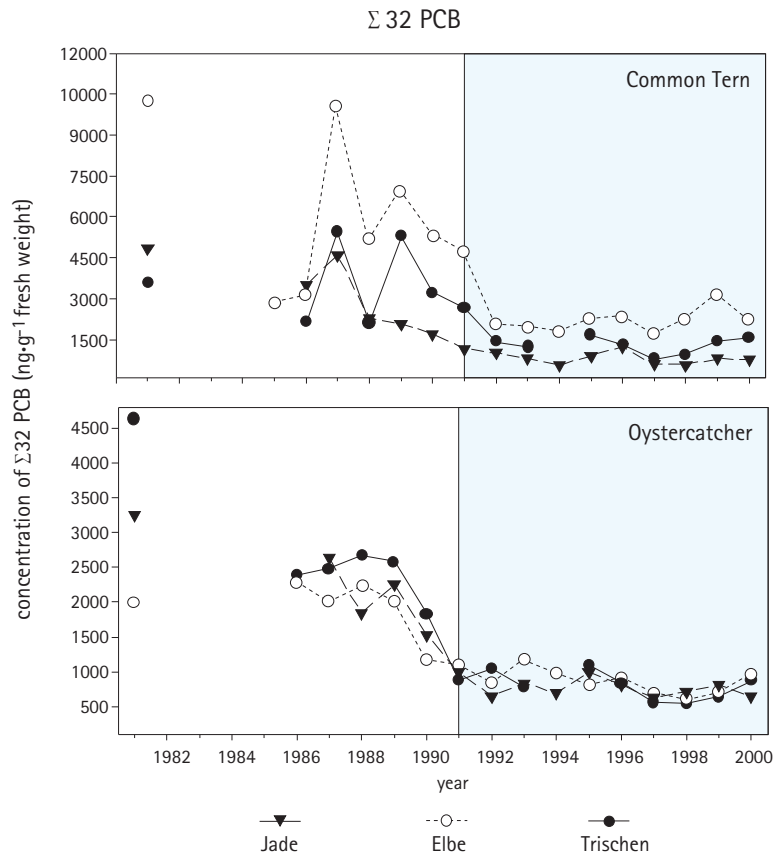 Σ 32 PCB
concentration of Σ32 PCB (ng·g⁻¹ fresh weight)
12000
10000
9000
7500
6000
4500
3000
1500
Common Tern
4500
4000
3500
3000
2500
2000
1500
1000
500
Oystercatcher
1982 1984 1986 1988 1990 1992 1994 1996 1998 2000
year
Jade Elbe Trischen